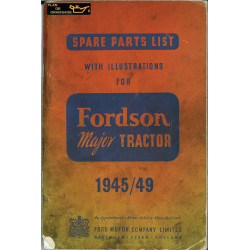 SPARE PARTS LIST
WITH ILLUSTRATIONS
FOR
Fordson
Major TRACTOR
1945/49
FORD MOTOR COMPANY LIMITED